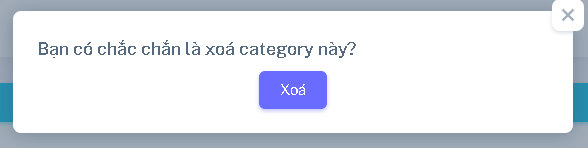 Bạn có chắc chắn là xoá category này?
Xoá